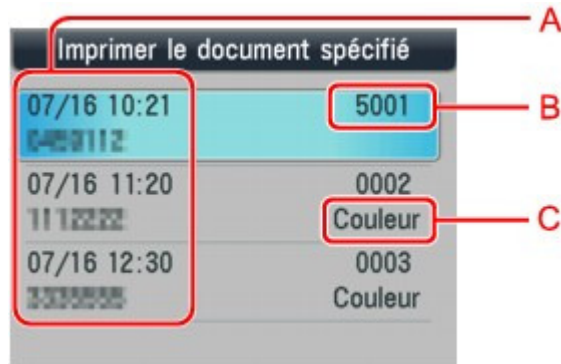 A
Imprimer le document spécifié
07/16 10:21 5001
B
07/16 11:20 0002
Couleur
C
07/16 12:30 0003
Couleur